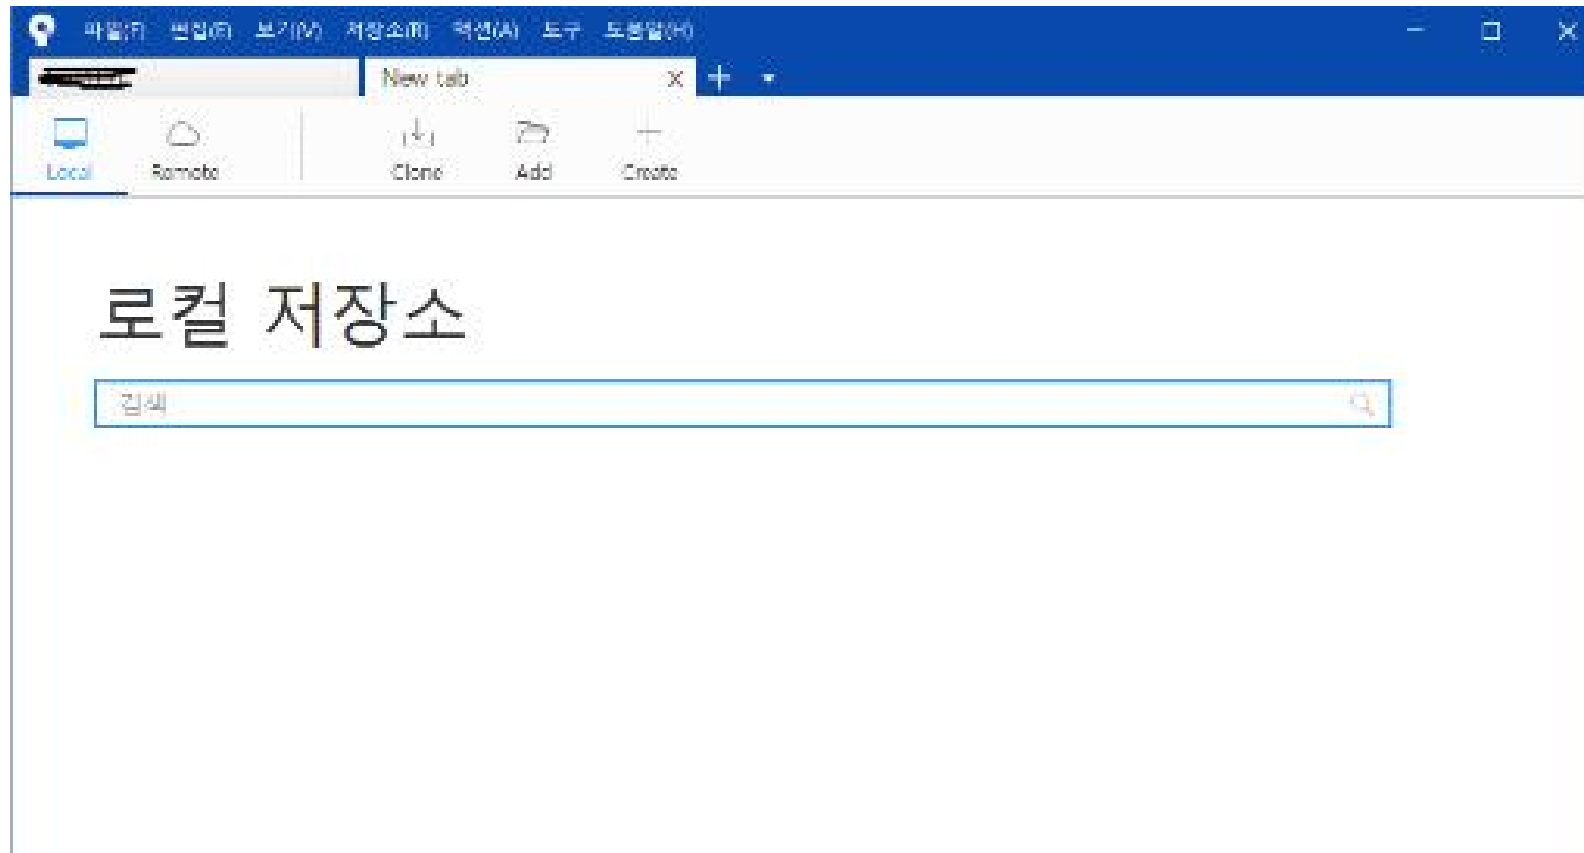 파일(F) 편집(E) 보기(V) 저장소(R) 액션(A) 도구 도움말(H)
New tab
Local Remote Clone Add Create
로컬 저장소
검색